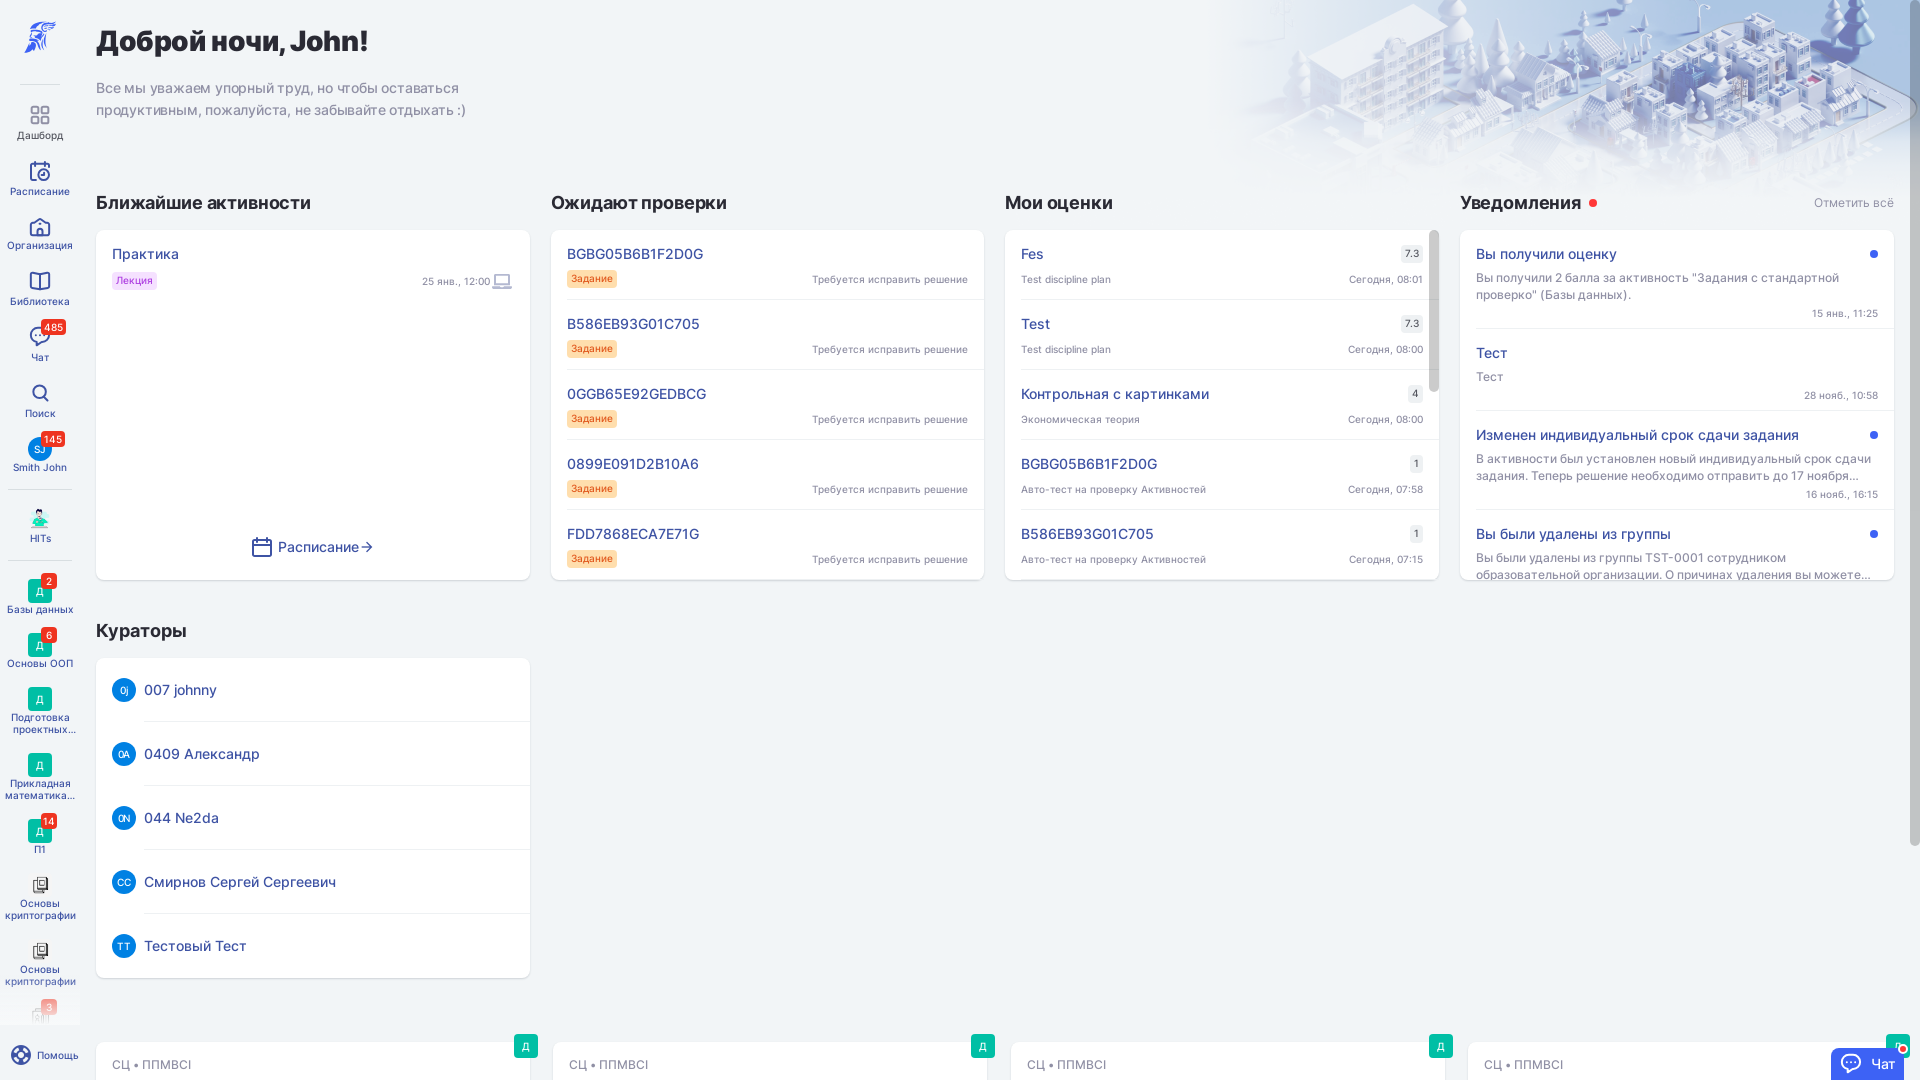 Доброй ночи, John!
Все мы уважаем упорный труд, но чтобы оставаться
продуктивным, пожалуйста, не забывайте отдыхать :)
Дашборд
Расписание
Организация
Библиотека
485
Чат
Поиск
SJ
145
Smith John
HITs
Д
2
Базы данных
Д
6
Основы ООП
Д
Подготовка
проектных...
Д
Прикладная
математика...
Д
14
П1
Основы
криптографии
Основы
криптографии
3
Помощь
Ближайшие активности
Практика
Лекция
25 янв., 12:00
Расписание
Ожидают проверки
BGBG05B6B1F2D0G
Задание
Требуется исправить решение
B586EB93G01C705
Задание
Требуется исправить решение
0GGB65E92GEDBCG
Задание
Требуется исправить решение
0899E091D2B10A6
Задание
Требуется исправить решение
FDD7868ECA7E71G
Задание
Требуется исправить решение
Мои оценки
Fes
7.3
Test discipline plan
Сегодня, 08:01
Test
7.3
Test discipline plan
Сегодня, 08:00
Контрольная с картинками
4
Экономическая теория
Сегодня, 08:00
BGBG05B6B1F2D0G
1
Авто-тест на проверку Активностей
Сегодня, 07:58
B586EB93G01C705
1
Авто-тест на проверку Активностей
Сегодня, 07:15
Уведомления
Отметить всё
Вы получили оценку
Вы получили 2 балла за активность "Задания с стандартной
проверко" (Базы данных).
15 янв., 11:25
Тест
Тест
28 нояб., 10:58
Изменен индивидуальный срок сдачи задания
В активности был установлен новый индивидуальный срок сдачи
задания. Теперь решение необходимо отправить до 17 ноября...
16 нояб., 16:15
Вы были удалены из группы
Вы были удалены из группы TST-0001 сотрудником
образовательной организации. О причинах удаления вы можете...
Кураторы
0j
007 johnny
0А
0409 Александр
0N
044 Ne2da
СС
Смирнов Сергей Сергеевич
ТТ
Тестовый Тест
СЦ • ППМВСI
Д
СЦ • ППМВСI
Д
СЦ • ППМВСI
Д
СЦ • ППМВСI
Чат